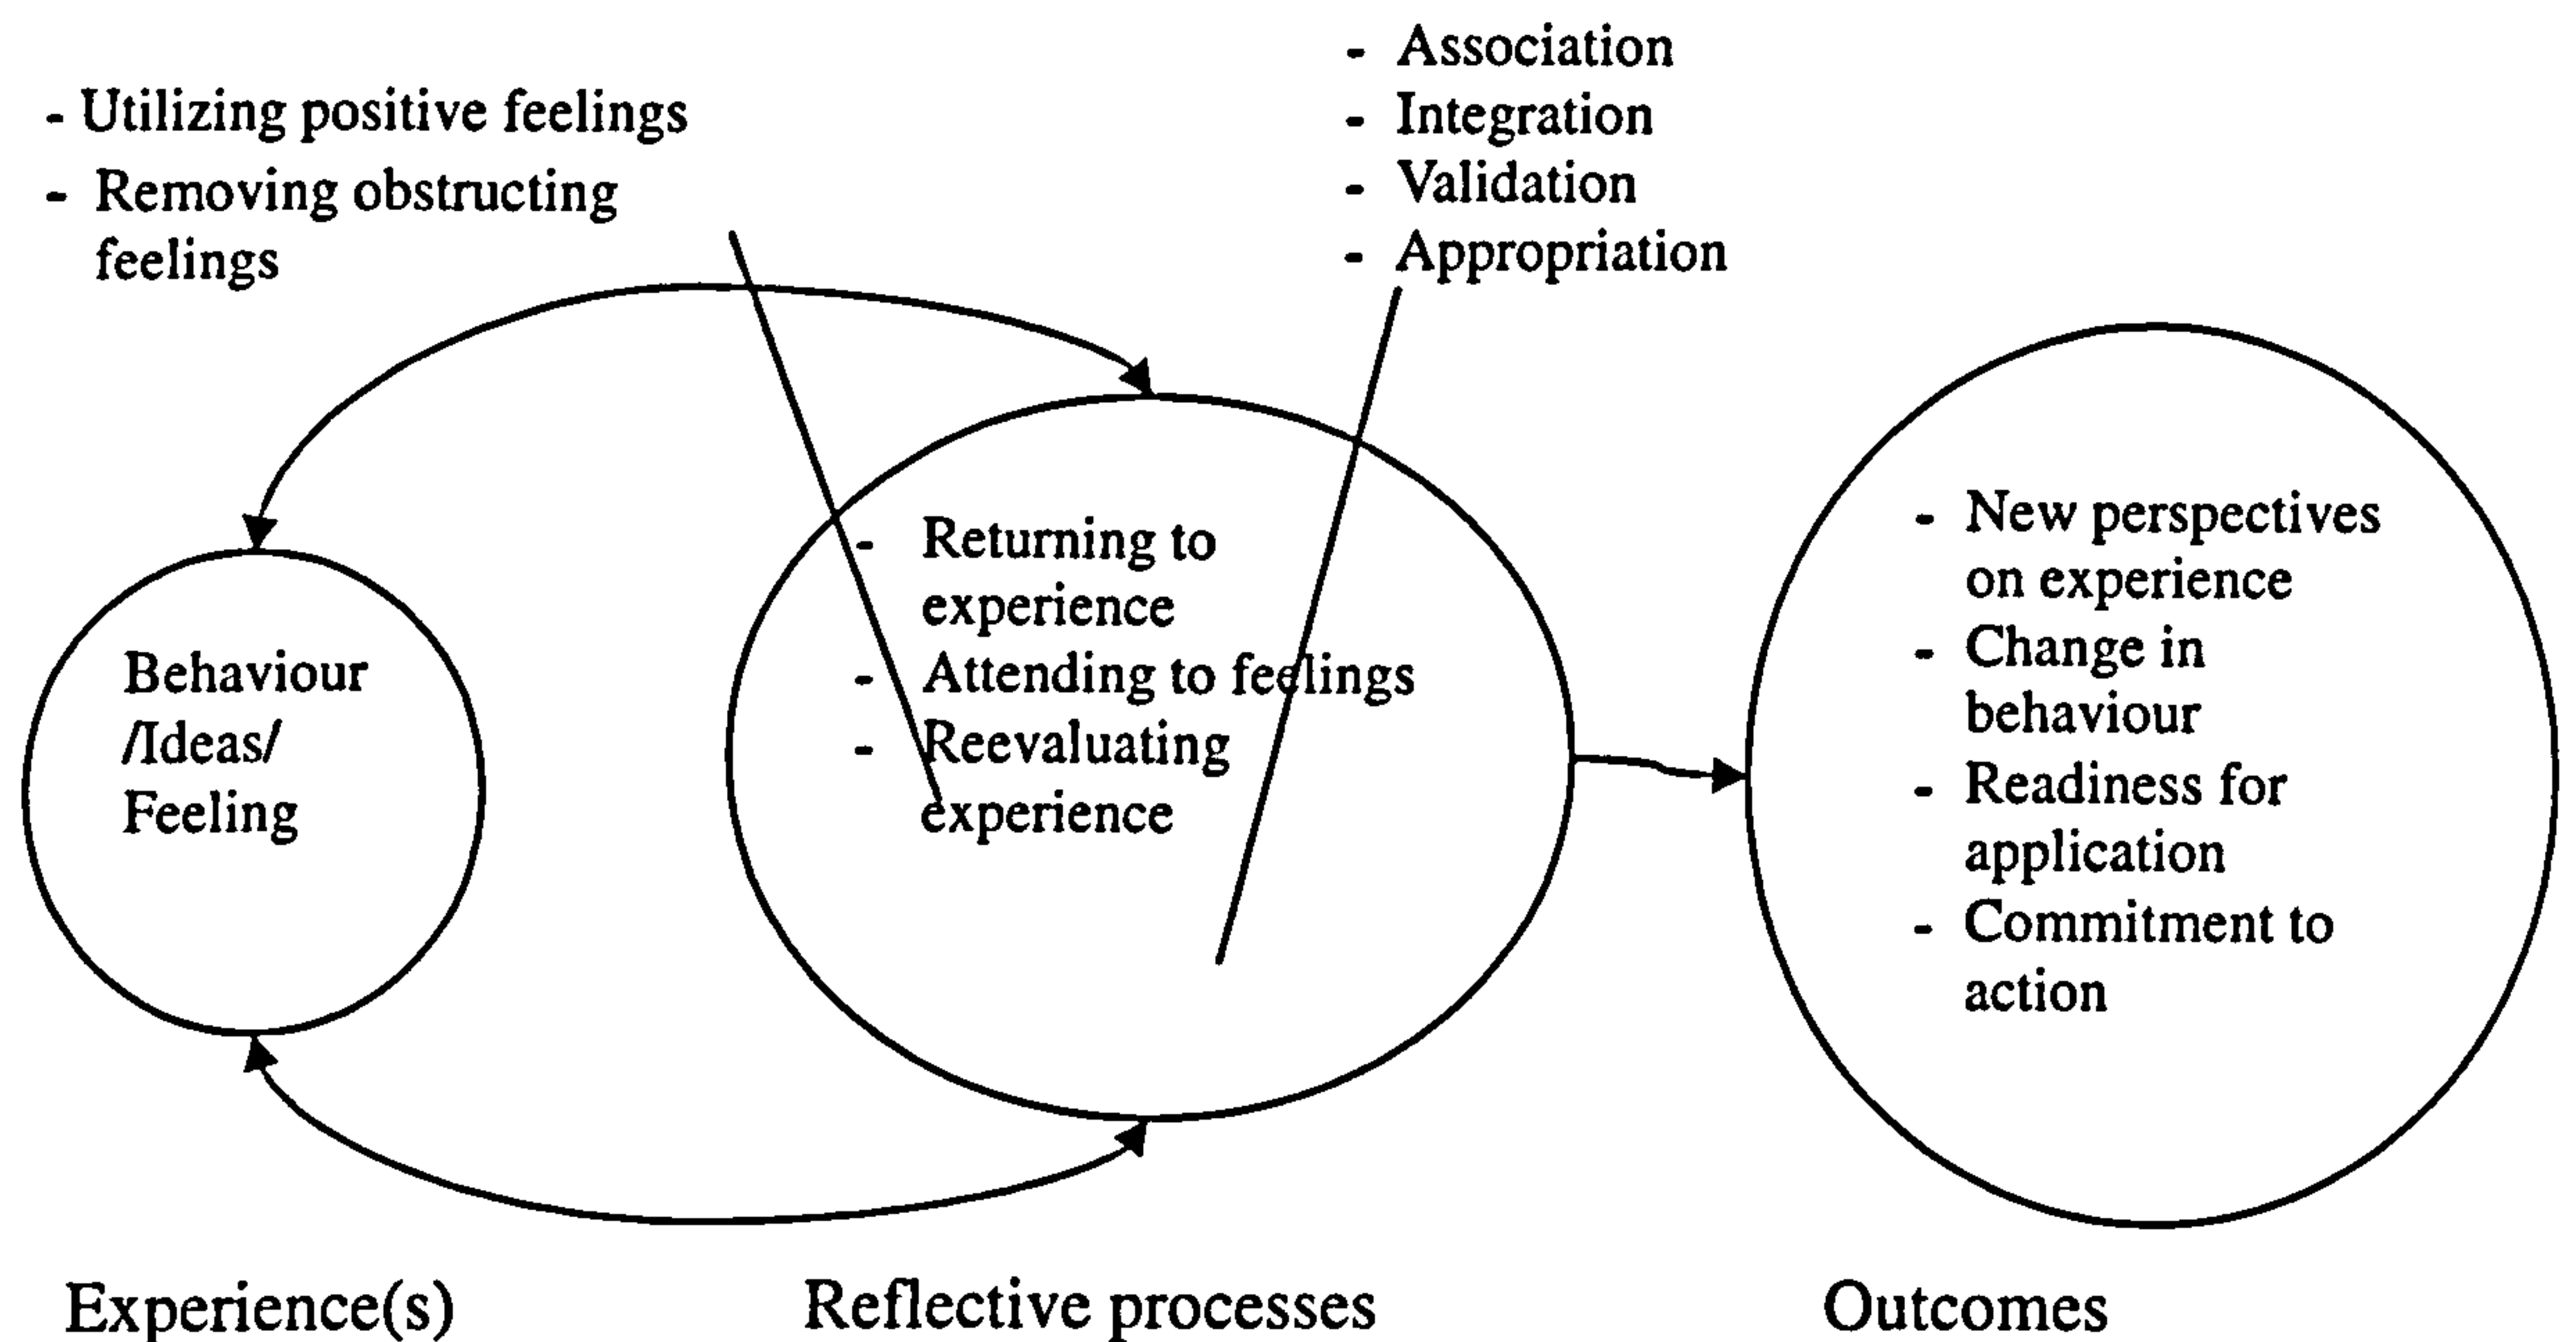 - Utilizing positive feelings
- Removing obstructing
feelings
- Association
- Integration
- Validation
- Appropriation
Behaviour
/Ideas/
Feeling
- Returning to
experience
- Attending to feelings
- Reevaluating
experience
- New perspectives
on experience
- Change in
behaviour
- Readiness for
application
- Commitment to
action
Experience(s)
Reflective processes
Outcomes